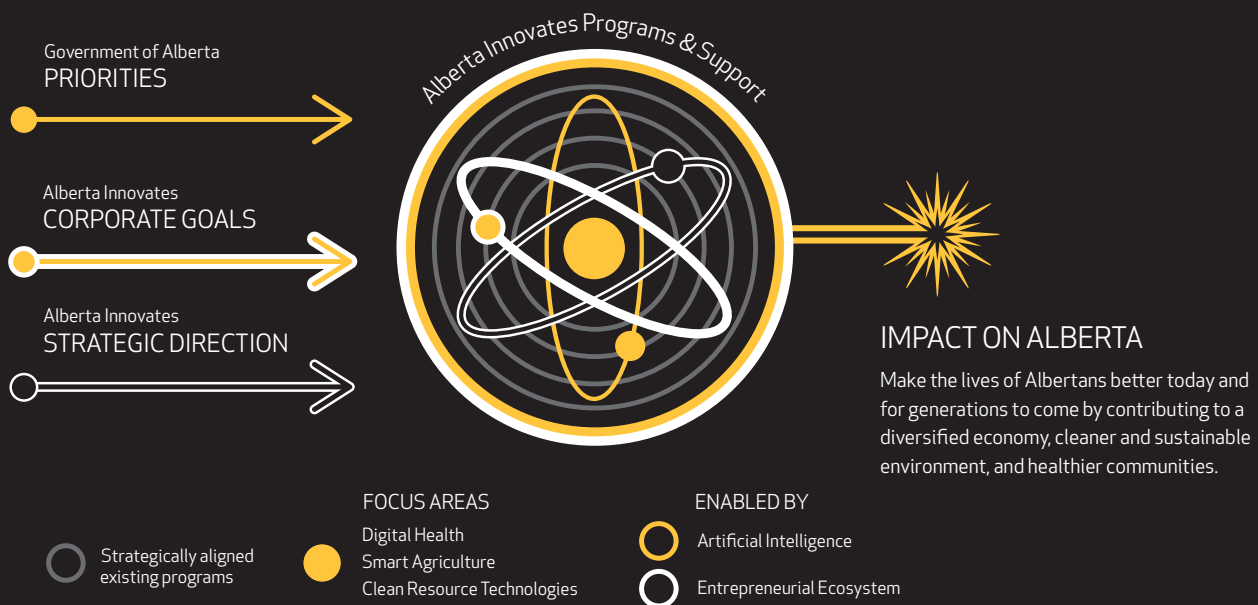 Government of Alberta
PRIORITIES
Alberta Innovates
CORPORATE GOALS
Alberta Innovates
STRATEGIC DIRECTION
Alberta Innovates Programs & Support
IMPACT ON ALBERTA
Make the lives of Albertans better today and
for generations to come by contributing to a
diversified economy, cleaner and sustainable
environment, and healthier communities.
Strategically aligned
existing programs
FOCUS AREAS
Digital Health
Smart Agriculture
Clean Resource Technologies
ENABLED BY
Artificial Intelligence
Entrepreneurial Ecosystem